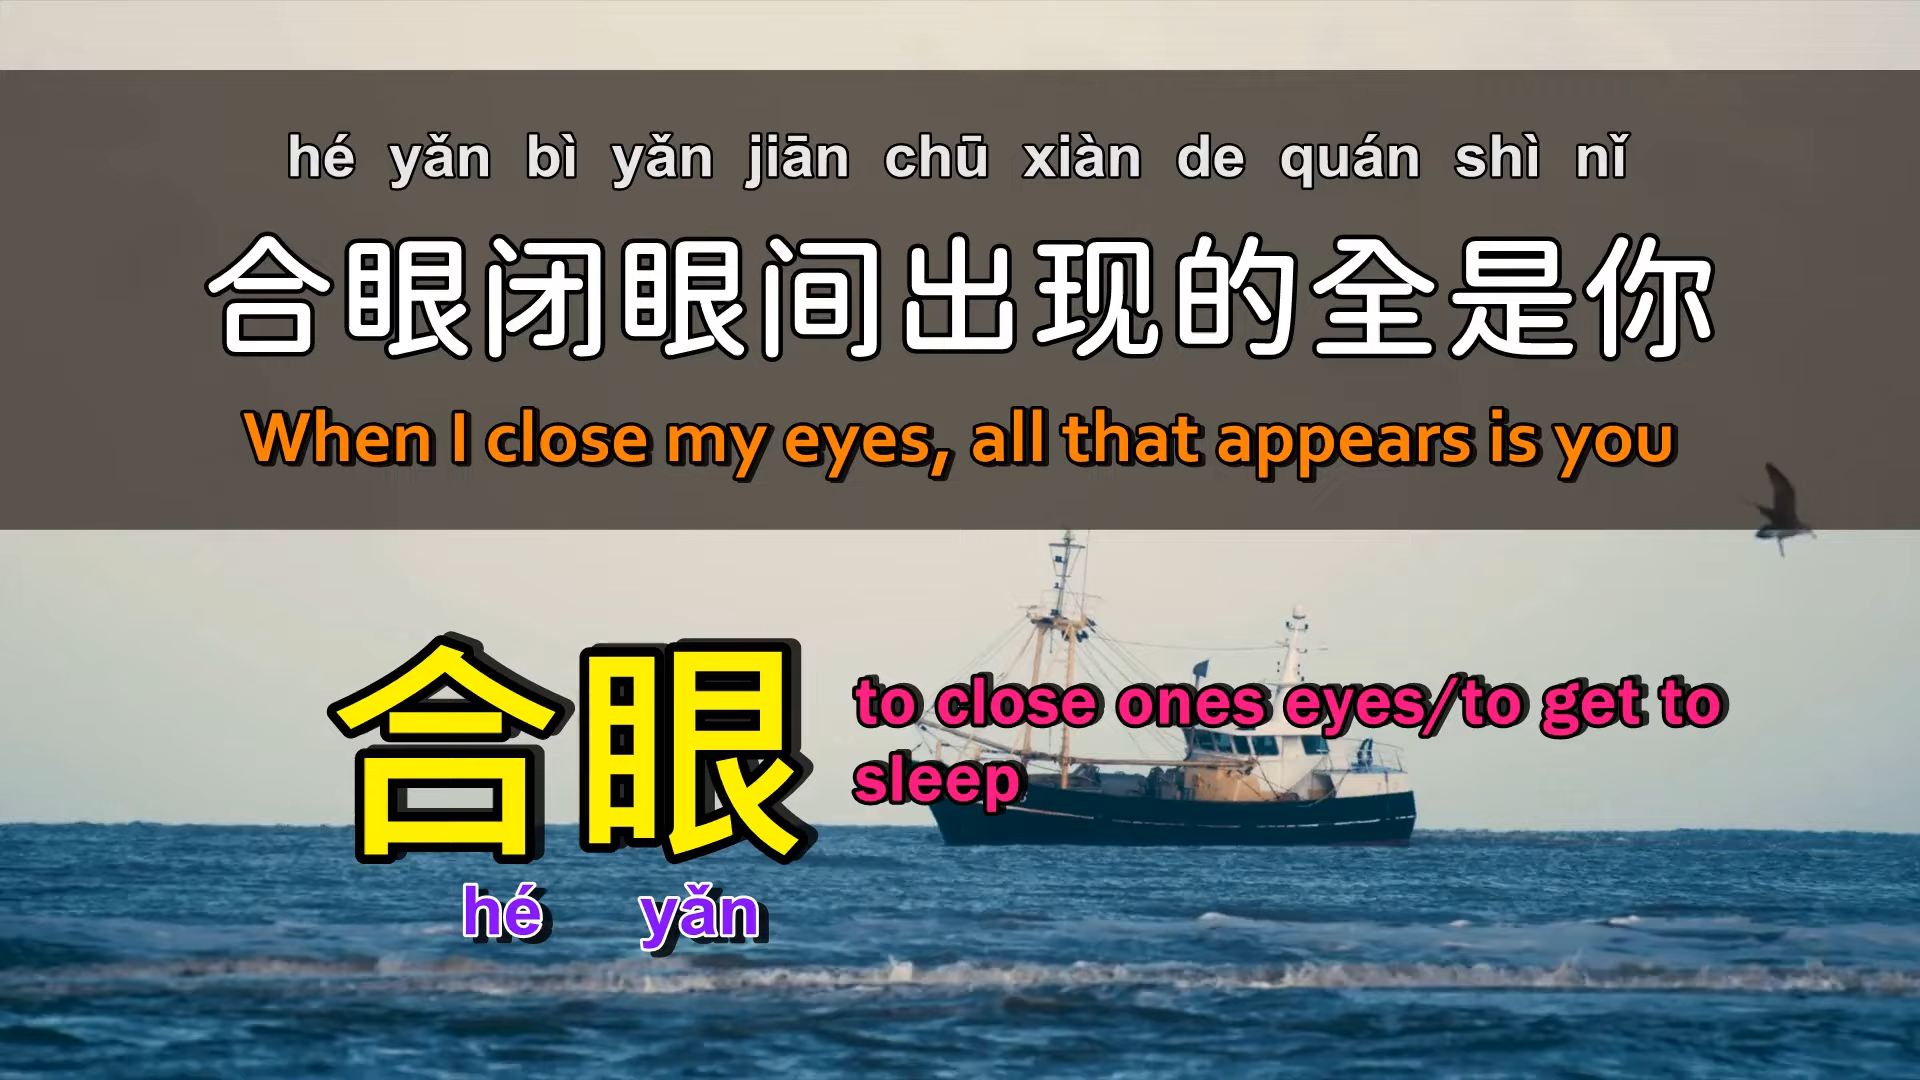 hé yǎn bì yǎn jiān chū xiàn de quán shì nǐ
合眼闭眼间出现的全是你
When I close my eyes, all that appears is you
合眼
to close ones eyes/to get to
sleep
hé yǎn